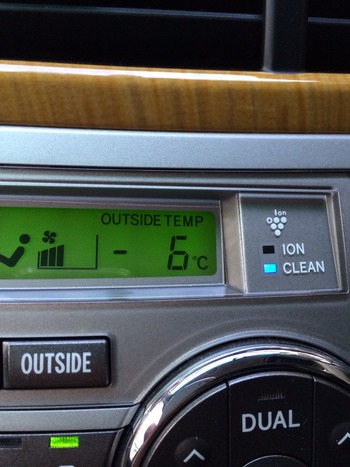 OUTSIDE TEMP
- 6°C
Ion
ION
CLEAN
OUTSIDE
DUAL